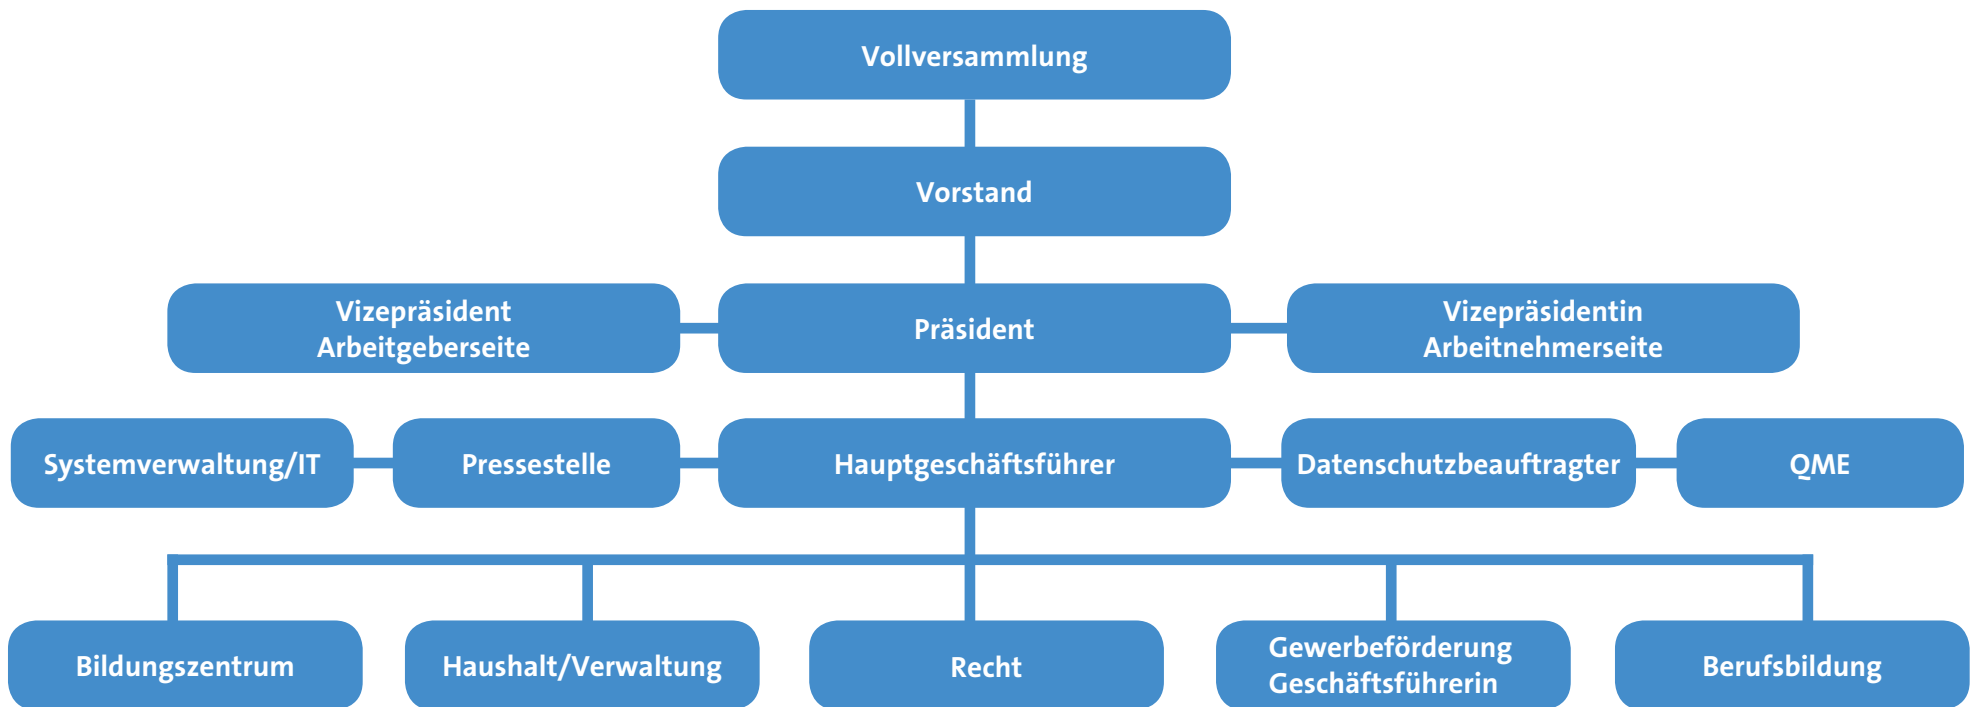 Vollversammlung
Vorstand
Vizepräsident
Arbeitgeberseite
Präsident
Vizepräsidentin
Arbeitnehmerseite
Systemverwaltung/IT
Pressestelle
Hauptgeschäftsführer
Datenschutzbeauftragter
QME
Bildungszentrum
Haushalt/Verwaltung
Recht
Gewerbeförderung
Geschäftsführerin
Berufsbildung